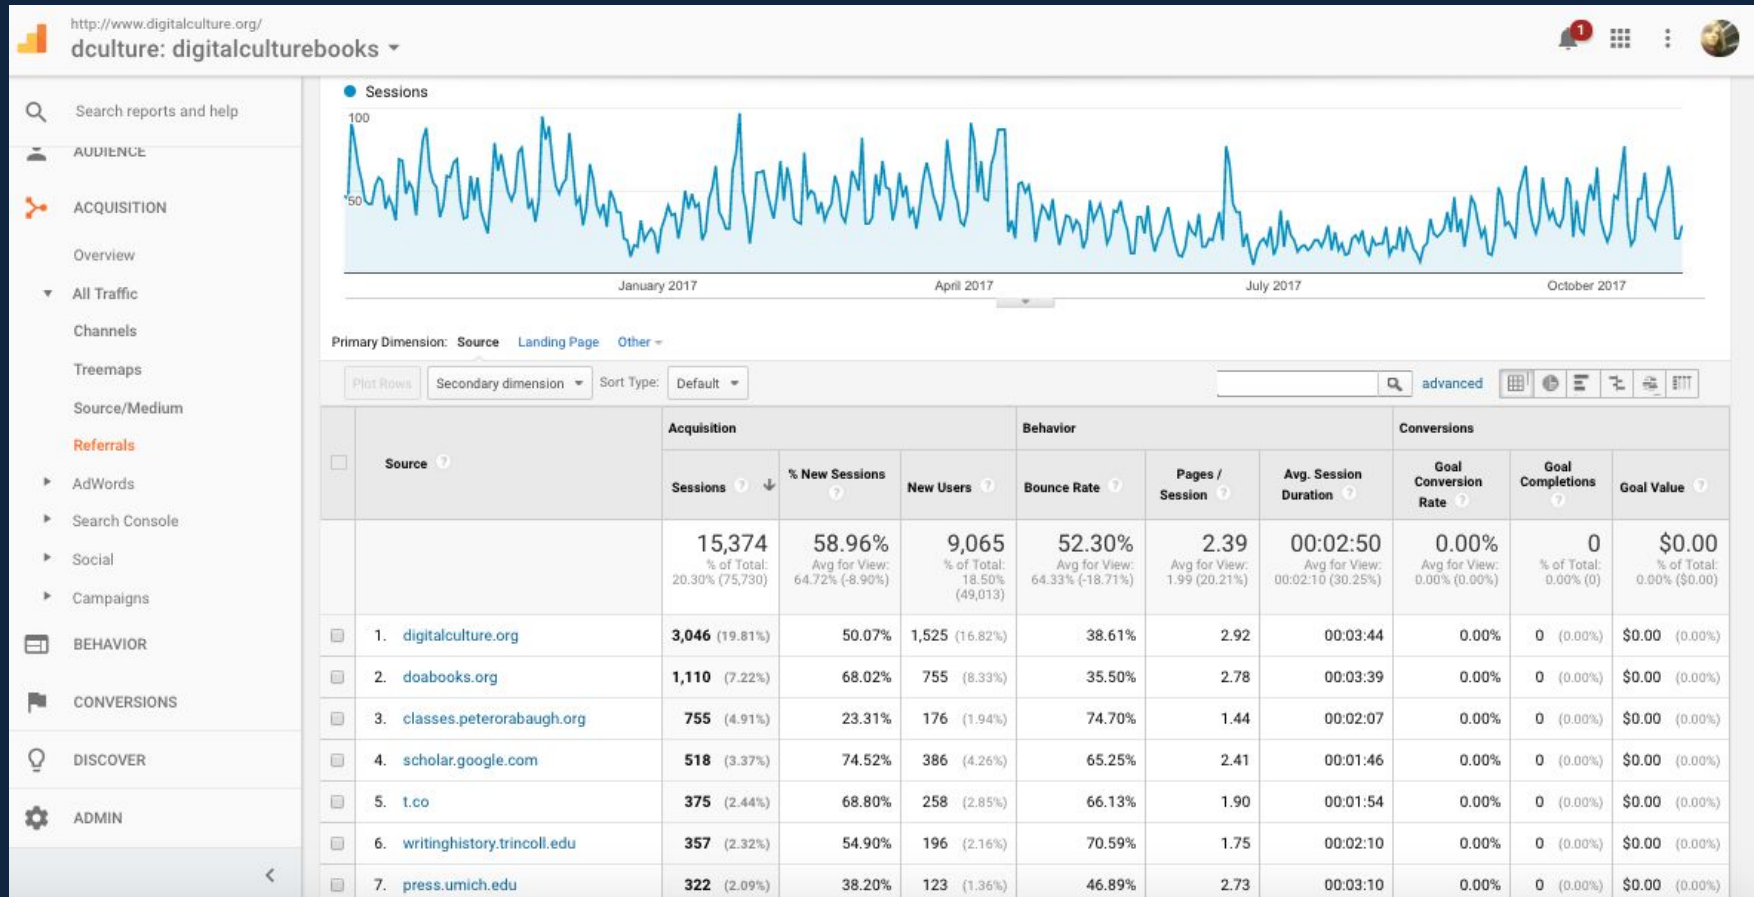 http://www.digitalculture.org/
dculture: digitalculturebooks
1
Search reports and help
AUDIENCE
ACQUISITION
Overview
All Traffic
Channels
Treemaps
Source/Medium
Referrals
AdWords
Search Console
Social
Campaigns
BEHAVIOR
CONVERSIONS
DISCOVER
ADMIN
Sessions
100
50
January 2017 April 2017 July 2017 October 2017
Primary Dimension: Source Landing Page Other
Plot Rows Secondary dimension Sort Type: Default advanced
Acquisition Behavior Conversions
Source ? Sessions ? % New Sessions ? New Users ? Bounce Rate ? Pages / Session ? Avg. Session Duration ? Goal Conversion Rate ? Goal Completions ? Goal Value ?
15,374 58.96% 9,065 52.30% 2.39 00:02:50 0.00% 0 $0.00
% of Total: 20.30% (75,730) Avg for View: 64.72% (-8.90%) % of Total: 18.50% (49,013) Avg for View: 64.33% (-18.71%) Avg for View: 1.99 (20.21%) Avg for View: 00:02:10 (30.25%) Avg for View: 0.00% (0.00%) % of Total: 0.00% (0) % of Total: 0.00% ($0.00)
1. digitalculture.org 3,046 (19.81%) 50.07% 1,525 (16.82%) 38.61% 2.92 00:03:44 0.00% 0 (0.00%) $0.00 (0.00%)
2. doabooks.org 1,110 (7.22%) 68.02% 755 (8.33%) 35.50% 2.78 00:03:39 0.00% 0 (0.00%) $0.00 (0.00%)
3. classes.peterorabaugh.org 755 (4.91%) 23.31% 176 (1.94%) 74.70% 1.44 00:02:07 0.00% 0 (0.00%) $0.00 (0.00%)
4. scholar.google.com 518 (3.37%) 74.52% 386 (4.26%) 65.25% 2.41 00:01:46 0.00% 0 (0.00%) $0.00 (0.00%)
5. t.co 375 (2.44%) 68.80% 258 (2.85%) 66.13% 1.90 00:01:54 0.00% 0 (0.00%) $0.00 (0.00%)
6. writinghistory.trincoll.edu 357 (2.32%) 54.90% 196 (2.16%) 70.59% 1.75 00:02:10 0.00% 0 (0.00%) $0.00 (0.00%)
7. press.umich.edu 322 (2.09%) 38.20% 123 (1.36%) 46.89% 2.73 00:03:10 0.00% 0 (0.00%) $0.00 (0.00%)